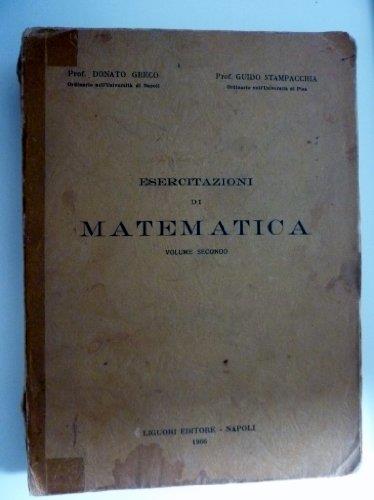 Prof. DONATO GRECO
Ordinario nell'Università di Napoli
Prof. GUIDO STAMPACCHIA
Ordinario nell'Università di Pisa
ESERCITAZIONI
DI
MATEMATICA
VOLUME SECONDO
LIGUORI EDITORE - NAPOLI
1966